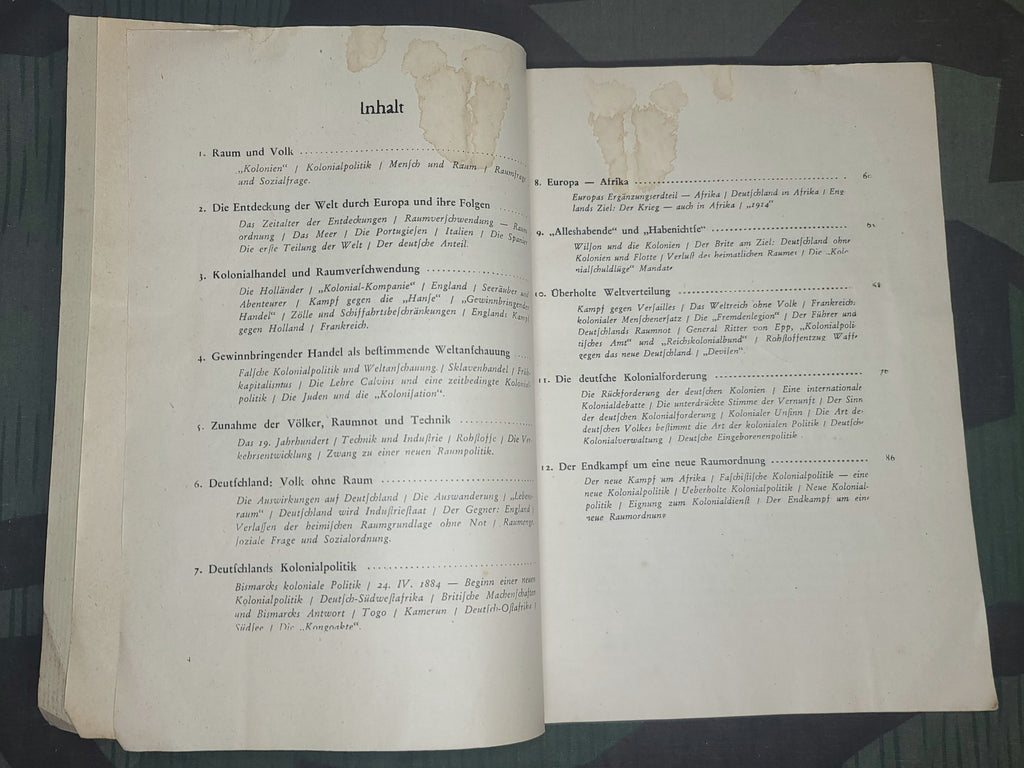 Inhalt
1. Raum und Volk
„Kolonien“ / Kolonialpolitik / Menſch und Raum / Raumfrage
und Sozialfrage.
2. Die Entdeckung der Welt durch Europa und ihre Folgen
Das Zeitalter der Entdeckungen / Raumverſchwendung —
ordnung / Das Meer / Die Portugieſen / Italien / Die Spanier
Die erſte Teilung der Welt / Der deutſche Anteil.
3. Kolonialhandel und Raumverſchwendung
Die Holländer / „Kolonial-Kompanie“ / England / Seeräuber und
Abenteurer / Kampf gegen die „Hanſe“ / „Gewinnbringender
Handel“ / Zölle und Schiffahrtsbeſchränkungen / Englands Kampf
gegen Holland / Frankreich.
4. Gewinnbringender Handel als beſtimmende Weltanſchauung
Falſche Kolonialpolitik und Weltanſchauung / Sklavenhandel / Früh-
kapitalismus / Die Lehre Calvins und eine zeitbedingte Kolonial-
politik / Die Juden und die „Koloniſation“.
5. Zunahme der Völker, Raumnot und Technik
Das 19. Jahrhundert / Technik und Induſtrie / Rohſtoffe / Die Ver-
kehrsentwicklung / Zwang zu einer neuen Raumpolitik.
6. Deutſchland: Volk ohne Raum
Die Auswirkungen auf Deutſchland / Die Auswanderung / „Lebens-
raum“ / Deutſchland wird Induſtrieſtaat / Der Gegner: England /
Verlaſſen der heimiſchen Raumgrundlage ohne Not / Raumenge,
ſoziale Frage und Sozialordnung.
7. Deutſchlands Kolonialpolitik
Bismarcks koloniale Politik / 24. IV. 1884 — Beginn einer neuen
Kolonialpolitik / Deutſch-Südweſtafrika / Britiſche Machenſchaften
und Bismarcks Antwort / Togo / Kamerun / Deutſch-Oſtafrika /
Südſee / Die „Kongoakte“.
4
8. Europa — Afrika 60
Europas Ergänzungserdteil — Afrika / Deutſchland in Afrika / Eng
lands Ziel: Der Krieg — auch in Afrika / „1914“
9. „Alleshabende“ und „Habenichtſe“
Wilſon und die Kolonien / Der Brite am Ziel: Deutſchland ohne
Kolonien und Flotte / Verluſt des heimatlichen Raumes / Die „Kolo-
nialſchuldlüge“ Mandate
10. Überholte Weltverteilung
Kampf gegen Verſailles / Das Weltreich ohne Volk / Frankreichs
kolonialer Menſchenerſatz / Die „Fremdenlegion“ / Der Führer und
Deutſchlands Raumnot / General Ritter von Epp, „Kolonialpoli
tiſches Amt“ und „Reichskolonialbund“ / Rohſtoffentzug Waffe
gegen das neue Deutſchland / „Deviſen“.
11. Die deutſche Kolonialforderung 70
Die Rückforderung der deutſchen Kolonien / Eine internationale
Kolonialdebatte / Die unterdrückte Stimme der Vernunft / Der Sinn
der deutſchen Kolonialforderung / Kolonialer Unſinn / Die Art de-
deutſchen Volkes beſtimmt die Art der kolonialen Politik / Deutſche
Kolonialverwaltung / Deutſche Eingeborenenpolitik .
12. Der Endkampf um eine neue Raumordnung 86
Der neue Kampf um Afrika / Faſchiſtiſche Kolonialpolitik — eine
neue Kolonialpolitik / Ueberholte Kolonialpolitik / Neue Kolonial-
politik / Eignung zum Kolonialdienſt / Der Endkampf um eine
neue Raumordnung